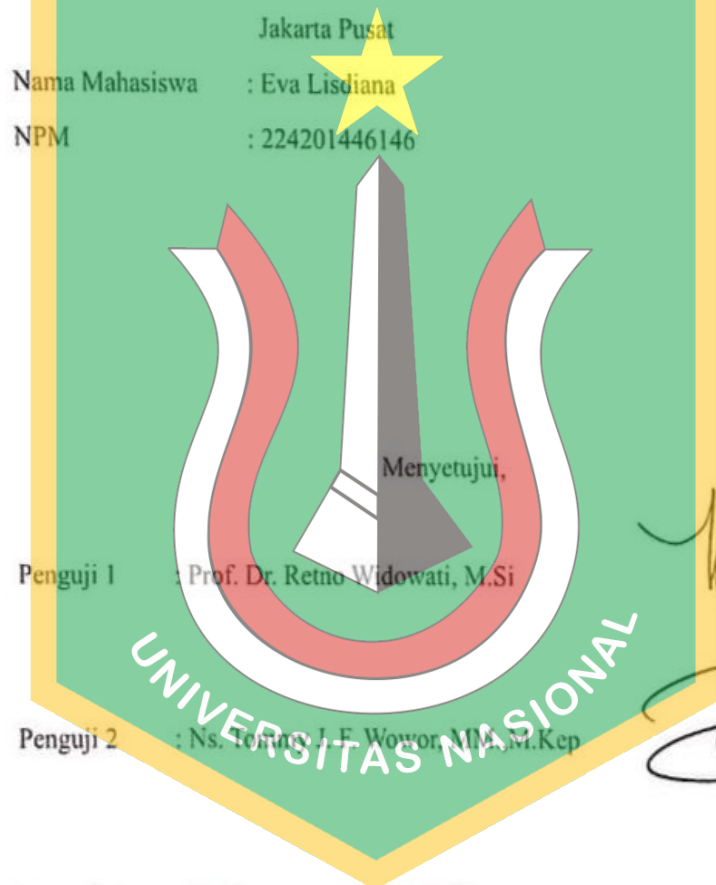 Jakarta Pusat
Nama Mahasiswa : Eva Lisdiana
NPM : 224201446146
Menyetujui,
Penguji 1 : Prof. Dr. Retno Widowati, M.Si
Penguji 2 : Ns. Tommy J. F. Wowor, MM.,M.Kep
UNIVERSITAS NASIONAL